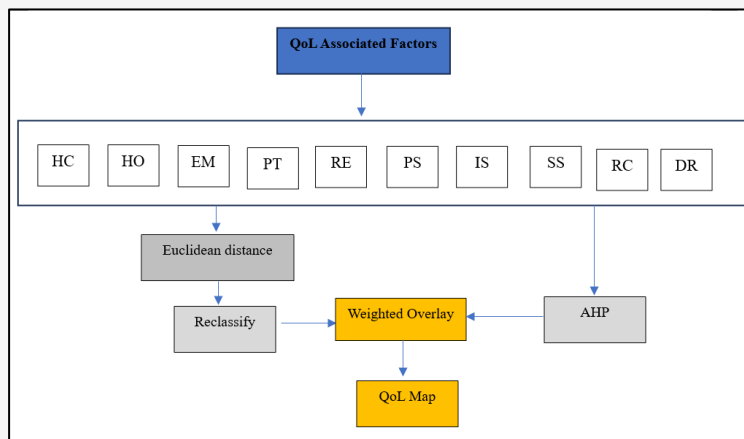 QoL Associated Factors
HC HO EM PT RE PS IS SS RC DR
Euclidean distance
Reclassify
Weighted Overlay
AHP
QoL Map